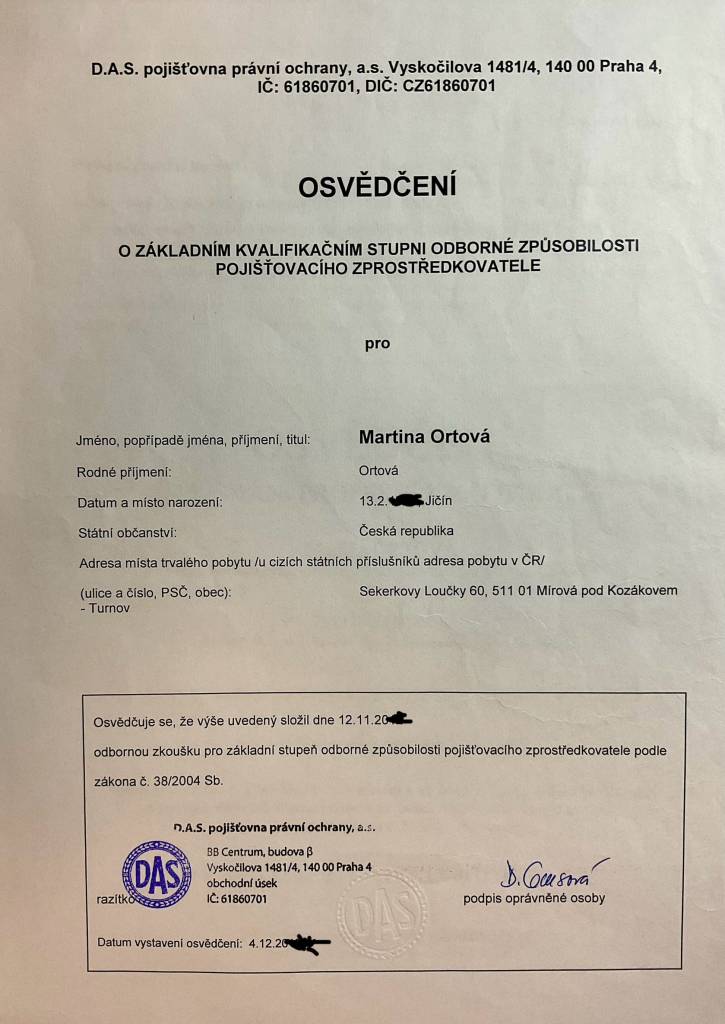 D.A.S. pojišťovna právní ochrany, a.s. Vyskočilova 1481/4, 140 00 Praha 4,
IČ: 61860701, DIČ: CZ61860701
OSVĚDČENÍ
O ZÁKLADNÍM KVALIFIKAČNÍM STUPNI ODBORNÉ ZPŮSOBILOSTI
POJIŠŤOVACÍHO ZPROSTŘEDKOVATELE
pro
Jméno, popřípadě jména, příjmení, titul: Martina Ortová
Rodné příjmení: Ortová
Datum a místo narození: 13.2. Jičín
Státní občanství: Česká republika
Adresa místa trvalého pobytu /u cizích státních příslušníků adresa pobytu v ČR/
(ulice a číslo, PSČ, obec): Sekerkovy Loučky 60, 511 01 Mírová pod Kozákovem
- Turnov
Osvědčuje se, že výše uvedený složil dne 12.11.20
odbornou zkoušku pro základní stupeň odborné způsobilosti pojišťovacího zprostředkovatele podle
zákona č. 38/2004 Sb.
D.A.S. pojišťovna právní ochrany, a.s.
BB Centrum, budova β
Vyskočilova 1481/4, 140 00 Praha 4
obchodní úsek
IČ: 61860701
DAS
razítko
podpis oprávněné osoby
DAS
Datum vystavení osvědčení: 4.12.20